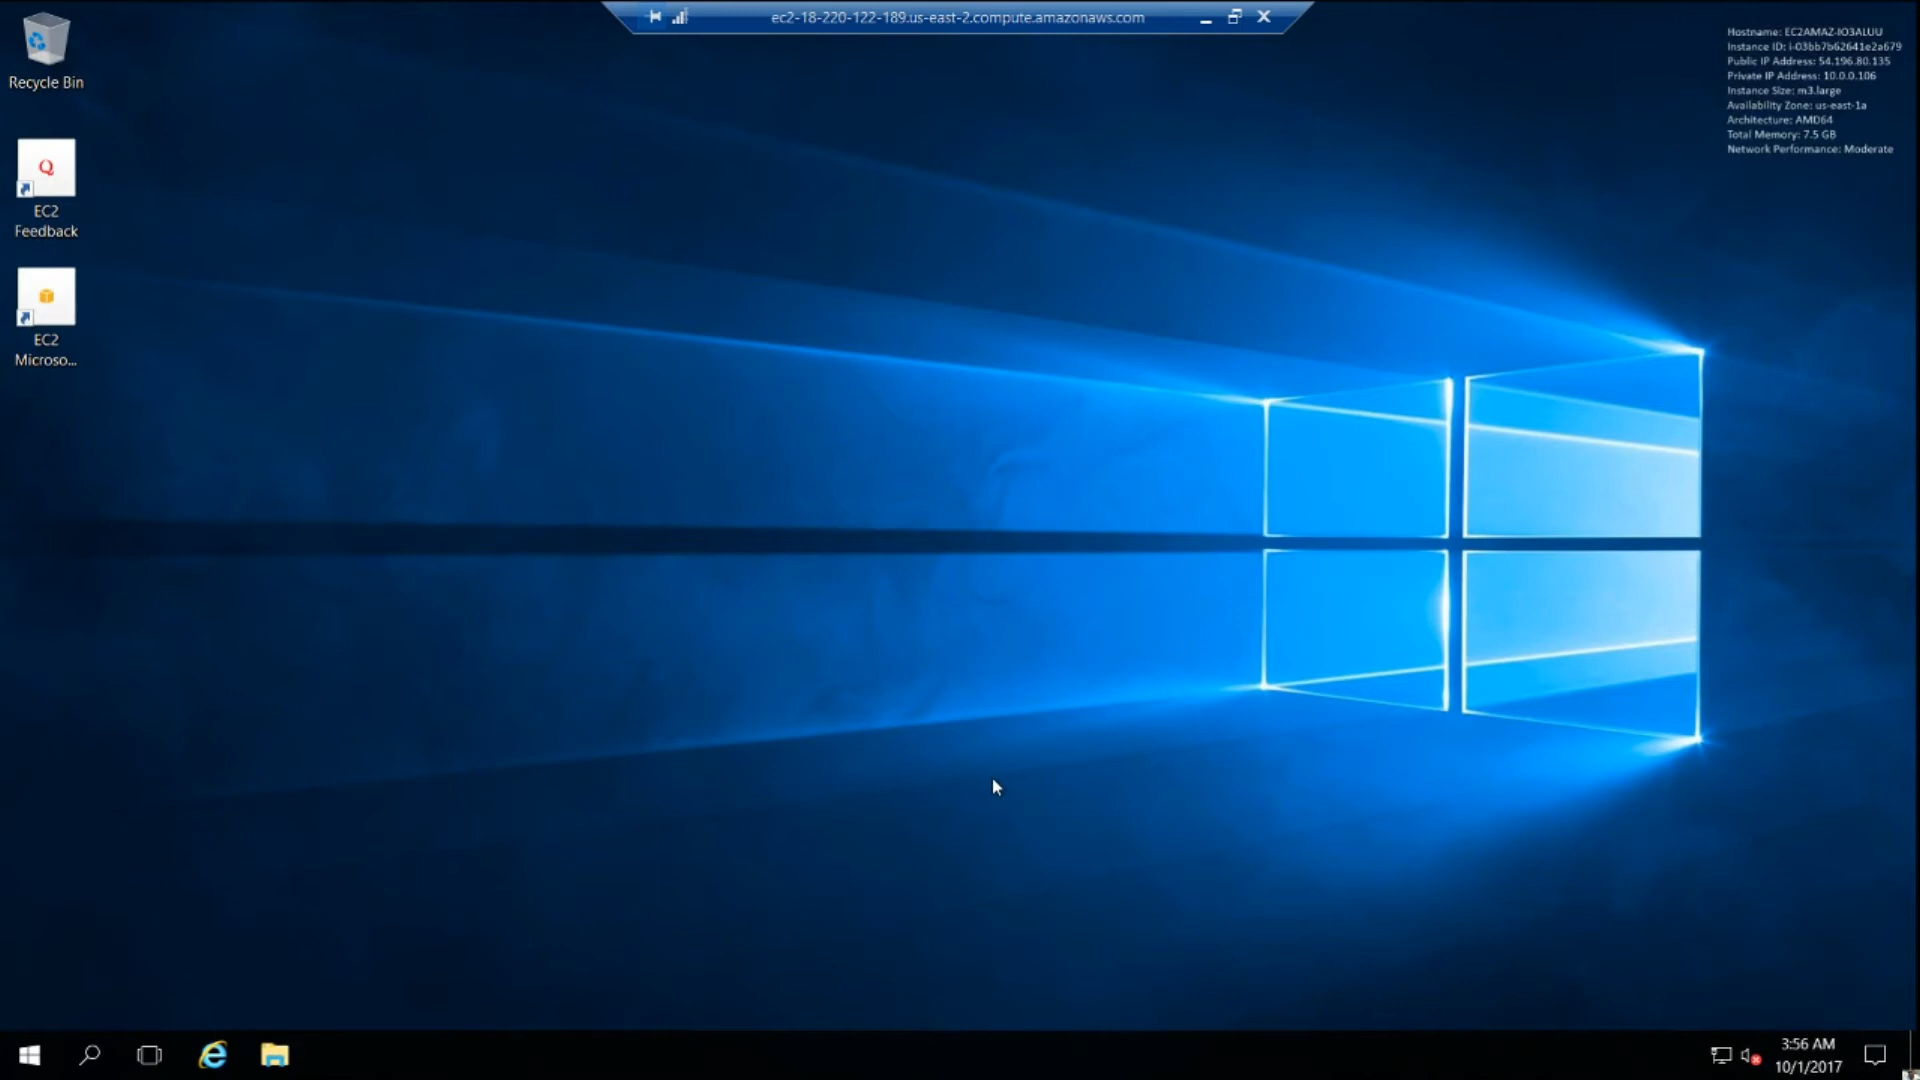 ec2-18-220-122-189.us-east-2.compute.amazonaws.com
Recycle Bin
EC2
Feedback
EC2
Microso...
Hostname: EC2AMAZ-IO3ALUU
Instance ID: i-03bb7b62641e2a679
Public IP Address: 54.196.80.135
Private IP Address: 10.0.0.106
Instance Size: m3.large
Availability Zone: us-east-1a
Architecture: AMD64
Total Memory: 7.5 GB
Network Performance: Moderate
3:56 AM
10/1/2017